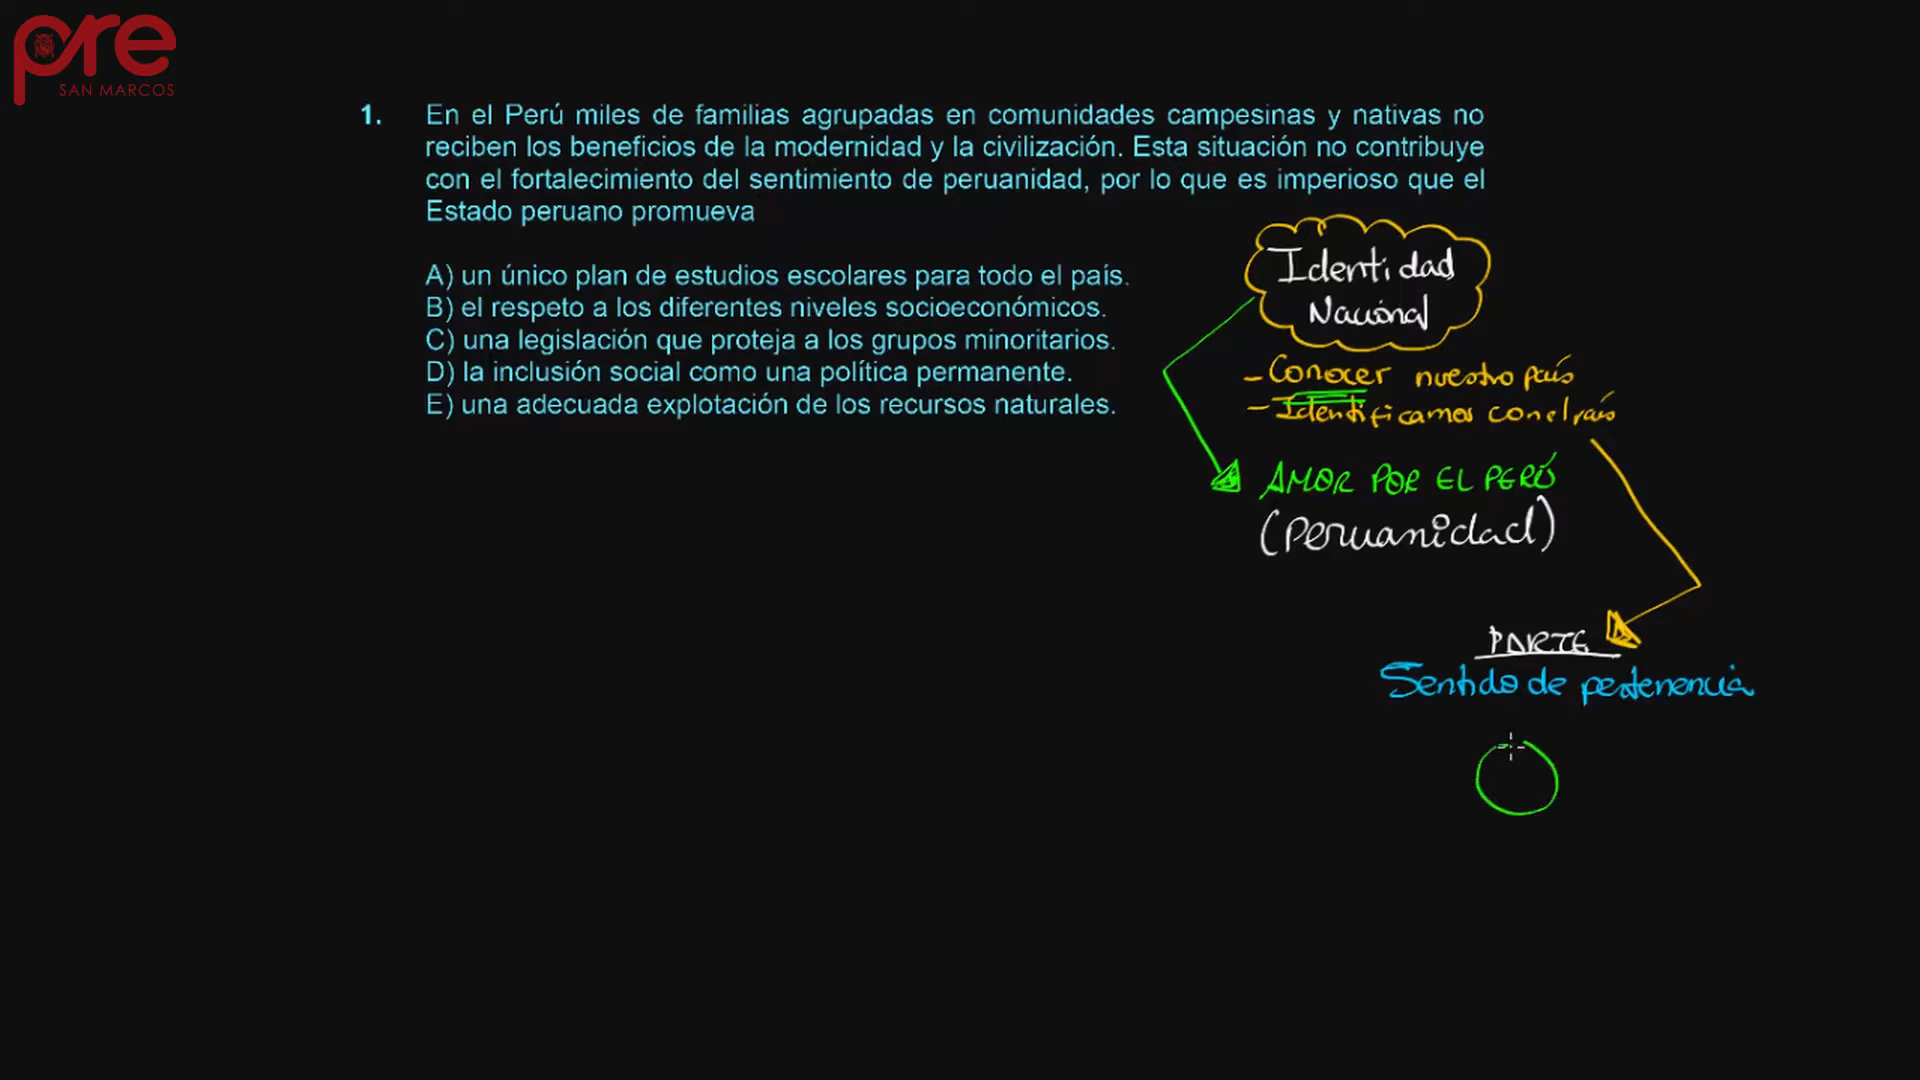 pre
SAN MARCOS
1. En el Perú miles de familias agrupadas en comunidades campesinas y nativas no
reciben los beneficios de la modernidad y la civilización. Esta situación no contribuye
con el fortalecimiento del sentimiento de peruanidad, por lo que es imperioso que el
Estado peruano promueva
A) un único plan de estudios escolares para todo el país.
B) el respeto a los diferentes niveles socioeconómicos.
C) una legislación que proteja a los grupos minoritarios.
D) la inclusión social como una política permanente.
E) una adecuada explotación de los recursos naturales.
Identidad
Nacional
- Conocer nuestro país
- Identificarnos con el país
AMOR POR EL PERÚ
(Peruanidad)
PARTE
Sentido de pertenencia